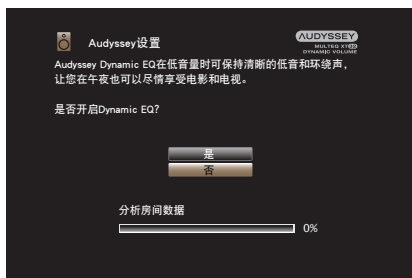 Audyssey设置
AUDYSSEY
MULTEQ XT32
DYNAMIC VOLUME
Audyssey Dynamic EQ在低音量时可保持清晰的低音和环绕声，
让您在午夜也可以尽情享受电影和电视。
是否开启Dynamic EQ?
是
否
分析房间数据
0%